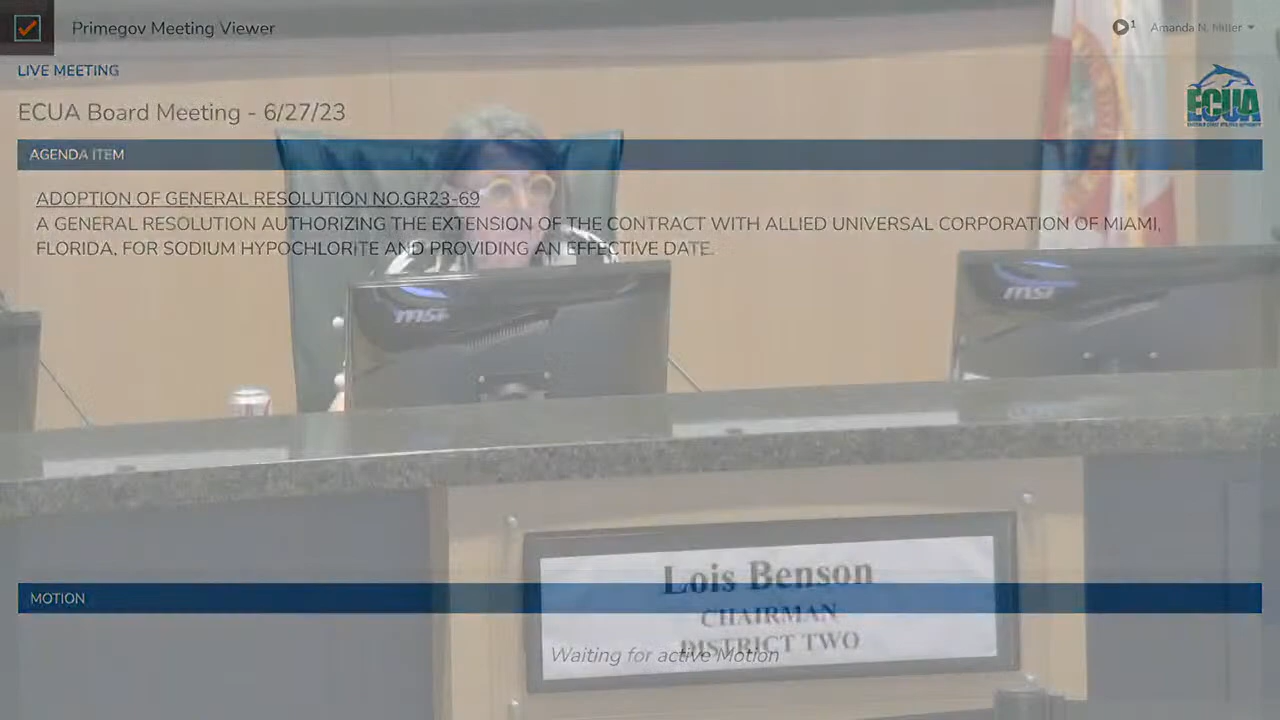 Primegov Meeting Viewer
1
Amanda N. Miller
LIVE MEETING
ECUA Board Meeting - 6/27/23
ECUA
AGENDA ITEM
ADOPTION OF GENERAL RESOLUTION NO.GR23-69
A GENERAL RESOLUTION AUTHORIZING THE EXTENSION OF THE CONTRACT WITH ALLIED UNIVERSAL CORPORATION OF MIAMI,
FLORIDA, FOR SODIUM HYPOCHLORITE AND PROVIDING AN EFFECTIVE DATE.
msi
msi
Lois Benson
MOTION
CHAIRMAN
DISTRICT TWO
Waiting for active Motion